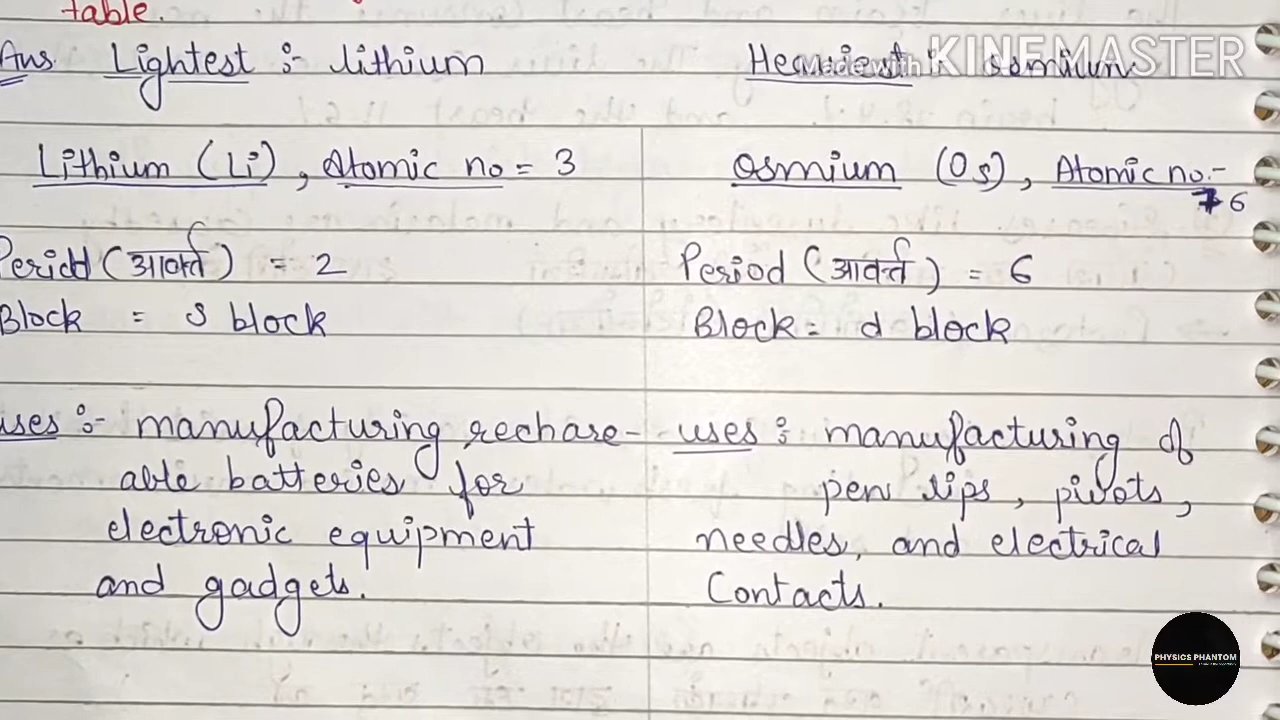 table.
Ans Lightest :- lithium
Heaviest : osmium
Made with KINEMASTER
Lithium (Li), Atomic no = 3
Period (आवर्त) = 2
Block = s block
uses :- manufacturing rechare-
able batteries for
electronic equipment
and gadgets.
Osmium (Os), Atomic no.-
76
Period (आवर्त) = 6
Block = d block
uses : manufacturing of
pen lips, pivots,
needles, and electrical
Contacts.
PHYSICS PHANTOM